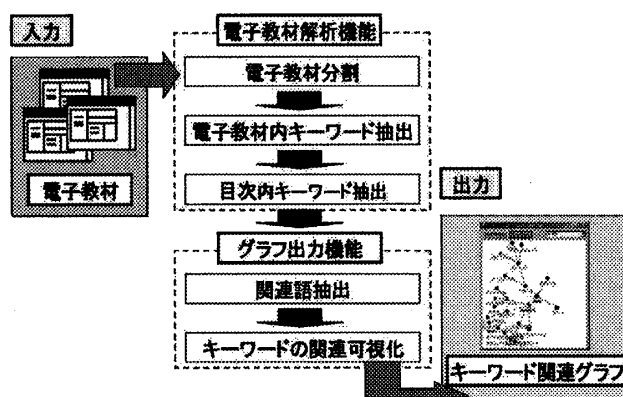 入力
電子教材
電子教材解析機能
電子教材分割
電子教材内キーワード抽出
目次内キーワード抽出
グラフ出力機能
関連語抽出
キーワードの関連可視化
出力
キーワード関連グラフ